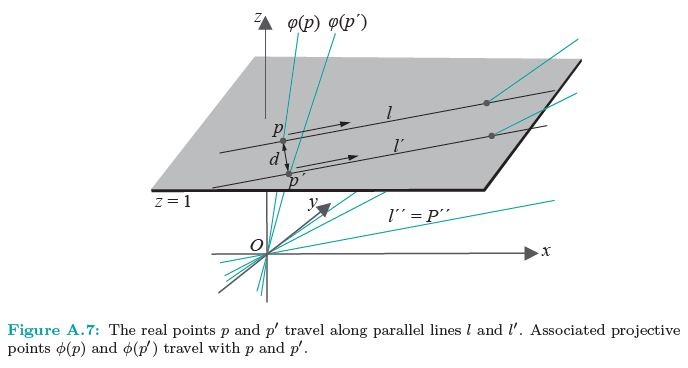 z φ(p) φ(p´)
p
l
d
l´
p´
z = 1
y
l´´ = P´´
O
x
Figure A.7: The real points p and p′ travel along parallel lines l and l′. Associated projective
points ϕ(p) and ϕ(p′) travel with p and p′.